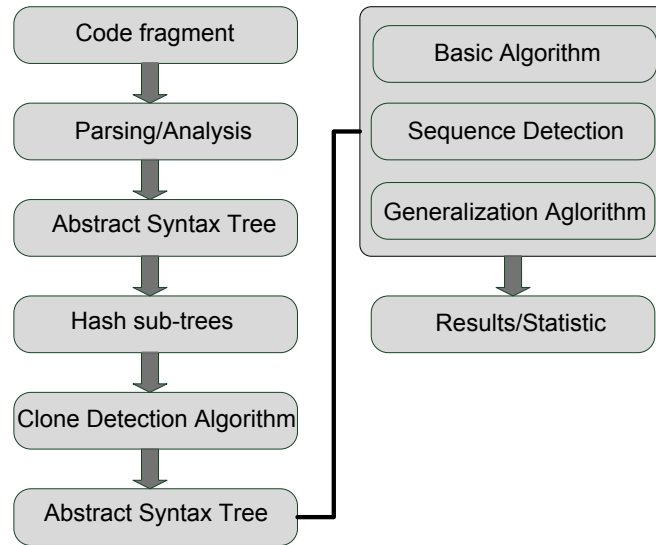 Code fragment
Parsing/Analysis
Abstract Syntax Tree
Hash sub-trees
Clone Detection Algorithm
Abstract Syntax Tree
Basic Algorithm
Sequence Detection
Generalization Aglorithm
Results/Statistic